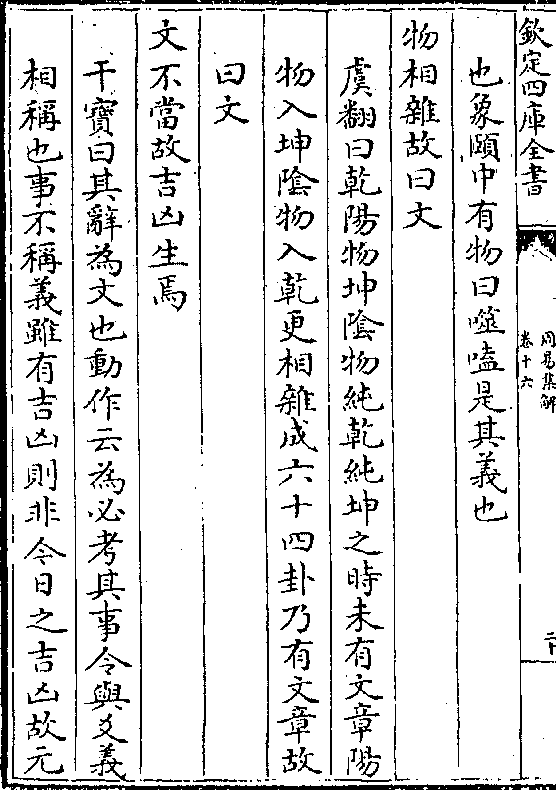 欽定四庫全書
周易集解
卷十六
二十
也象頤中有物曰噬嗑是其義也
物相雜故曰文
虞翻曰乾陽物坤陰物純乾純坤之時未有文章陽
物入坤陰物入乾更相雜成六十四卦乃有文章故
曰文
文不當故吉凶生焉
干寶曰其辭為文也動作云為必考其事令與爻義
相稱也事不稱義雖有吉凶則非今日之吉凶故元